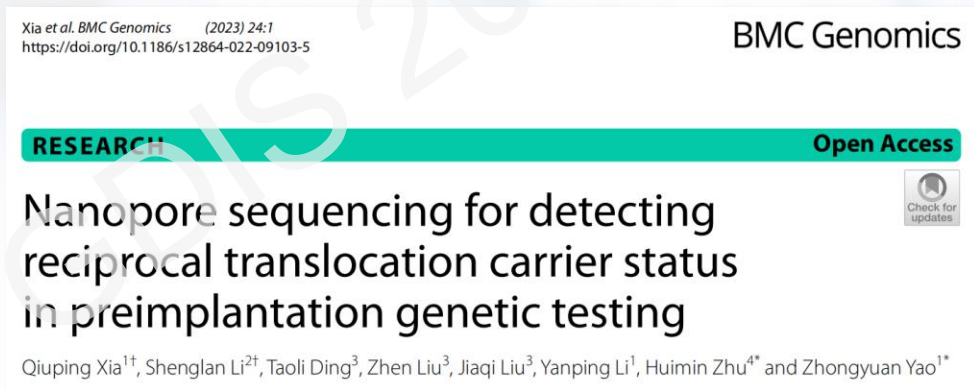 Xia et al. BMC Genomics (2023) 24:1
https://doi.org/10.1186/s12864-022-09103-5
BMC Genomics
RESEARCH
Open Access
Check for
updates
Nanopore sequencing for detecting
reciprocal translocation carrier status
in preimplantation genetic testing
Qiuping Xia1†, Shenglan Li2†, Taoli Ding3, Zhen Liu3, Jiaqi Liu3, Yanping Li1, Huimin Zhu4* and Zhongyuan Yao1*
GDIS 20